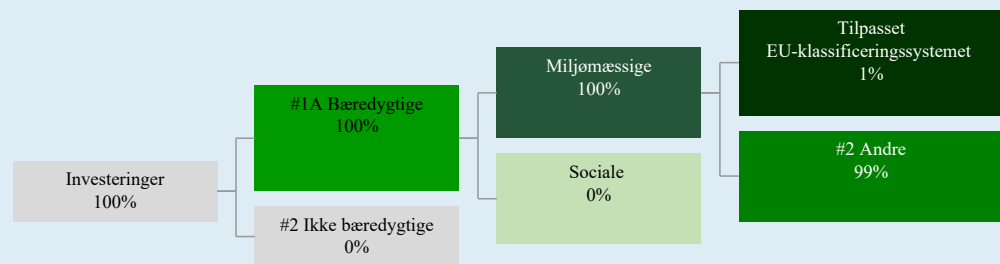 Investeringer
100%
#1A Bæredygtige
100%
#2 Ikke bæredygtige
0%
Miljømæssige
100%
Sociale
0%
Tilpasset
EU-klassificeringssystemet
1%
#2 Andre
99%